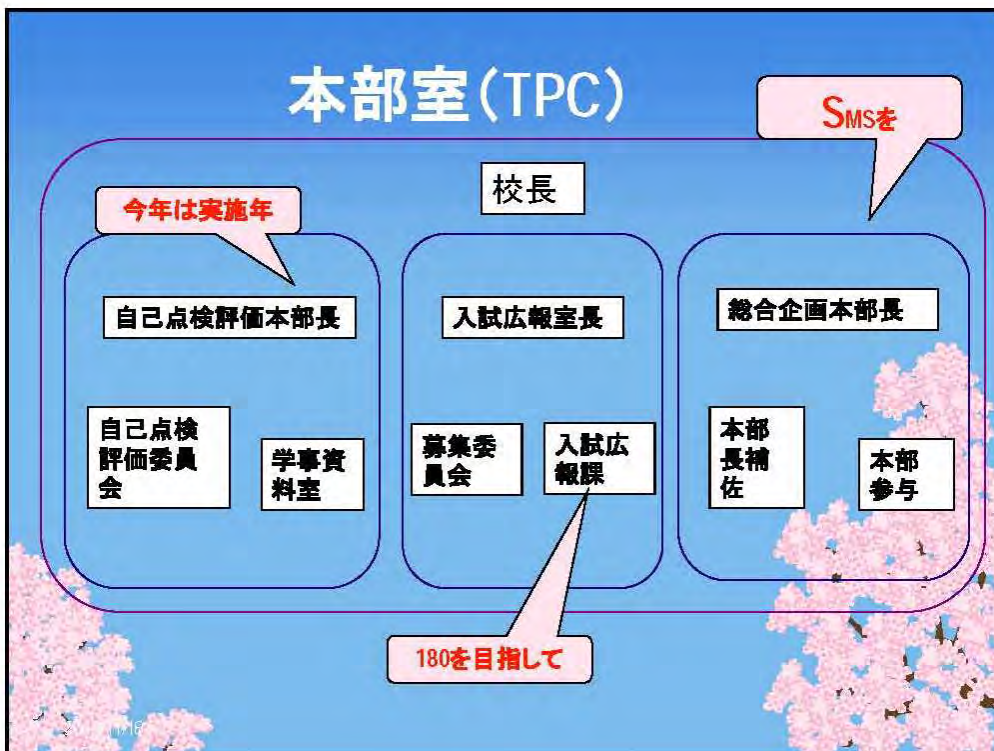 本部室(TPC)
SMSを
校長
今年は実施年
自己点検評価本部長
入試広報室長
総合企画本部長
自己点検
評価委員
会
学事資
料室
募集委
員会
入試広
報課
本部
長補
佐
本部
参与
180を目指して